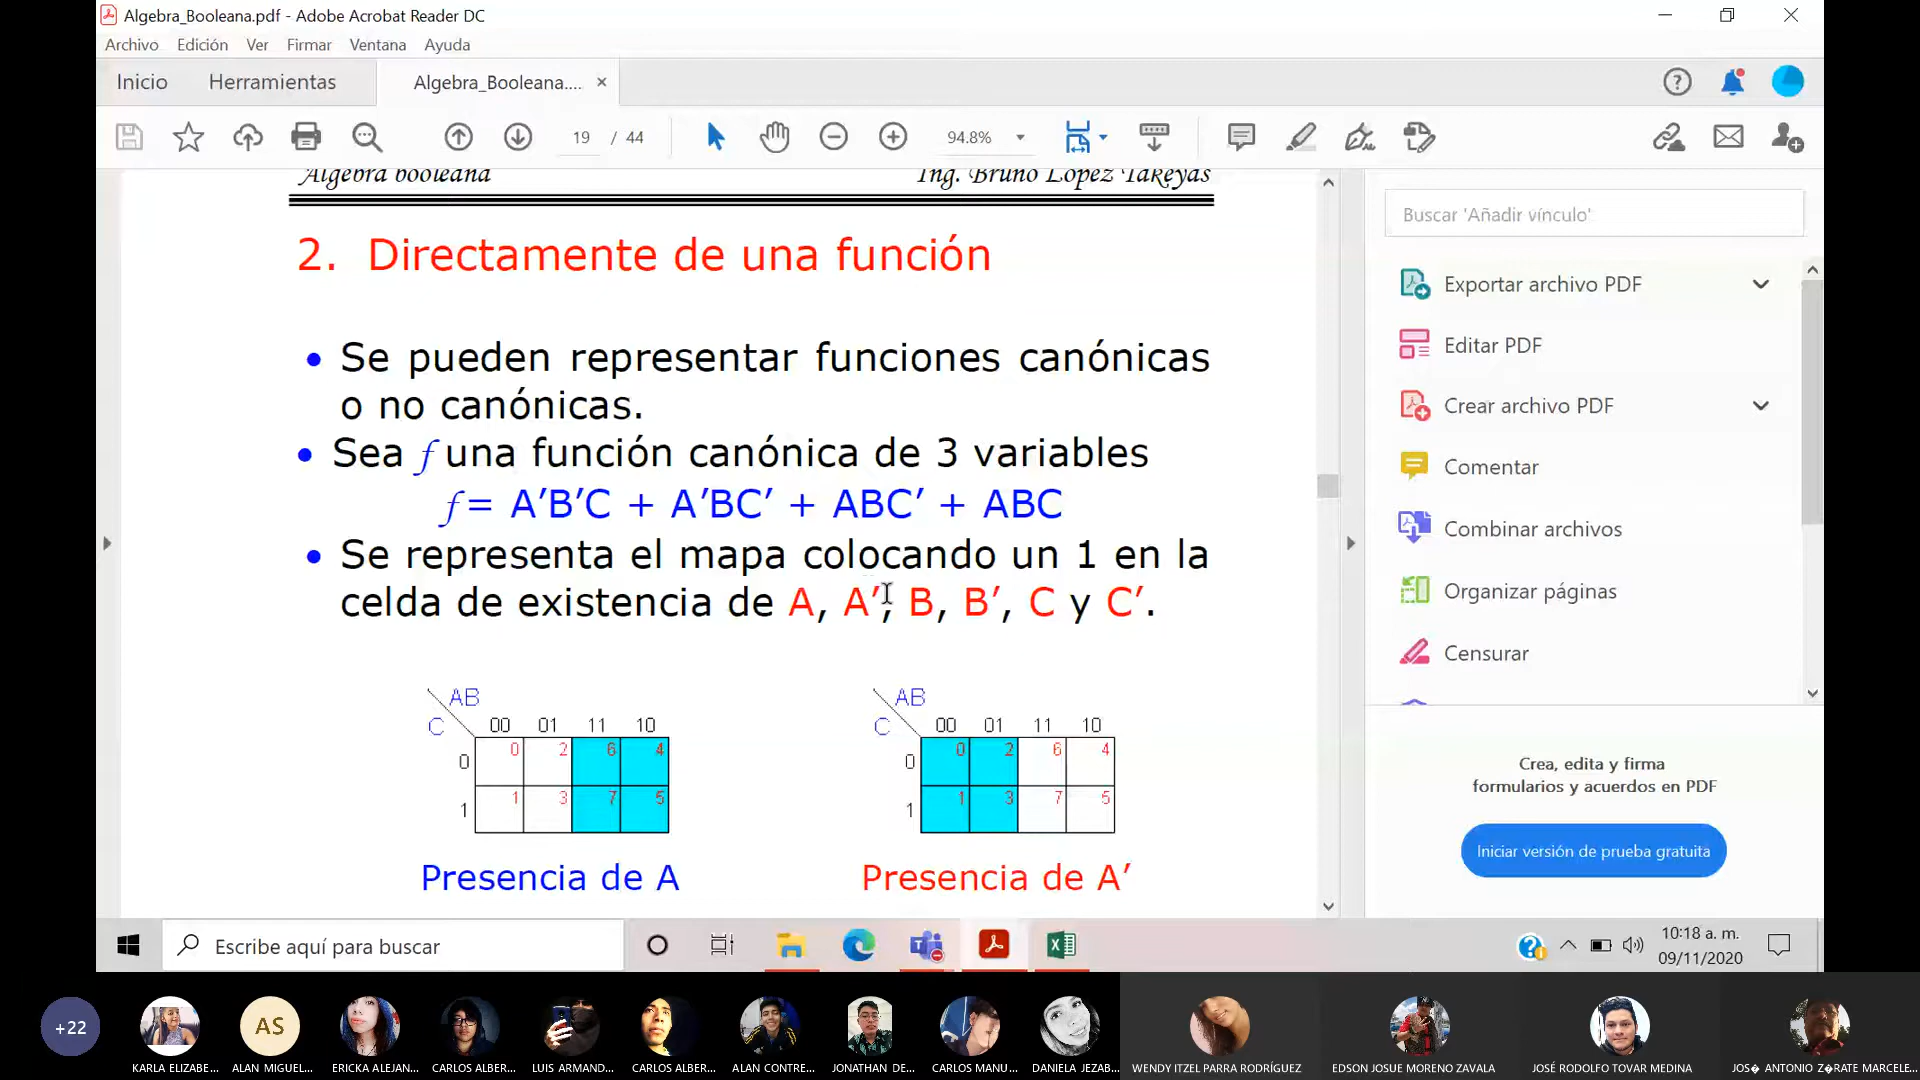 Algebra_Booleana.pdf - Adobe Acrobat Reader DC
Archivo Edición Ver Firmar Ventana Ayuda
Inicio Herramientas Algebra_Booleana.... ×
19 / 44 94.8%
Algebra booleana Ing. Bruno López Takeyas
2. Directamente de una función
• Se pueden representar funciones canónicas
o no canónicas.
• Sea f una función canónica de 3 variables
f = A’B’C + A’BC’ + ABC’ + ABC
• Se representa el mapa colocando un 1 en la
celda de existencia de A, A’, B, B’, C y C’.
AB
C 00 01 11 10
0 0 2 6 4
1 1 3 7 5
Presencia de A
AB
C 00 01 11 10
0 0 2 6 4
1 1 3 7 5
Presencia de A’
Buscar 'Añadir vínculo'
Exportar archivo PDF
Editar PDF
Crear archivo PDF
Comentar
Combinar archivos
Organizar páginas
Censurar
Crea, edita y firma
formularios y acuerdos en PDF
Iniciar versión de prueba gratuita
Escribe aquí para buscar
10:18 a. m.
09/11/2020
+22
AS
KARLA ELIZABE... ALAN MIGUEL... ERICKA ALEJAN... CARLOS ALBER... LUIS ARMAND... CARLOS ALBER... ALAN CONTRE... JONATHAN DE... CARLOS MANU... DANIELA JEZAB... WENDY ITZEL PARRA RODRÍGUEZ EDSON JOSUE MORENO ZAVALA JOSÉ RODOLFO TOVAR MEDINA JOS� ANTONIO Z�RATE MARCELE...